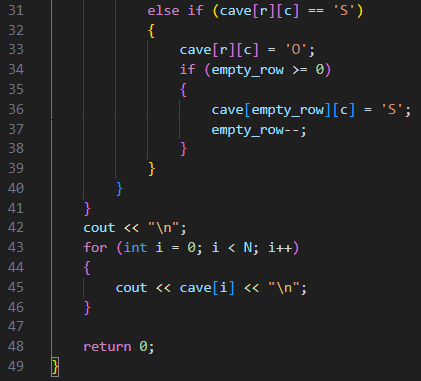 31 else if (cave[r][c] == 'S')
32 {
33 cave[r][c] = 'O';
34 if (empty_row >= 0)
35 {
36 cave[empty_row][c] = 'S';
37 empty_row--;
38 }
39 }
40 }
41 }
42 cout << "\n";
43 for (int i = 0; i < N; i++)
44 {
45 cout << cave[i] << "\n";
46 }
47
48 return 0;
49 }